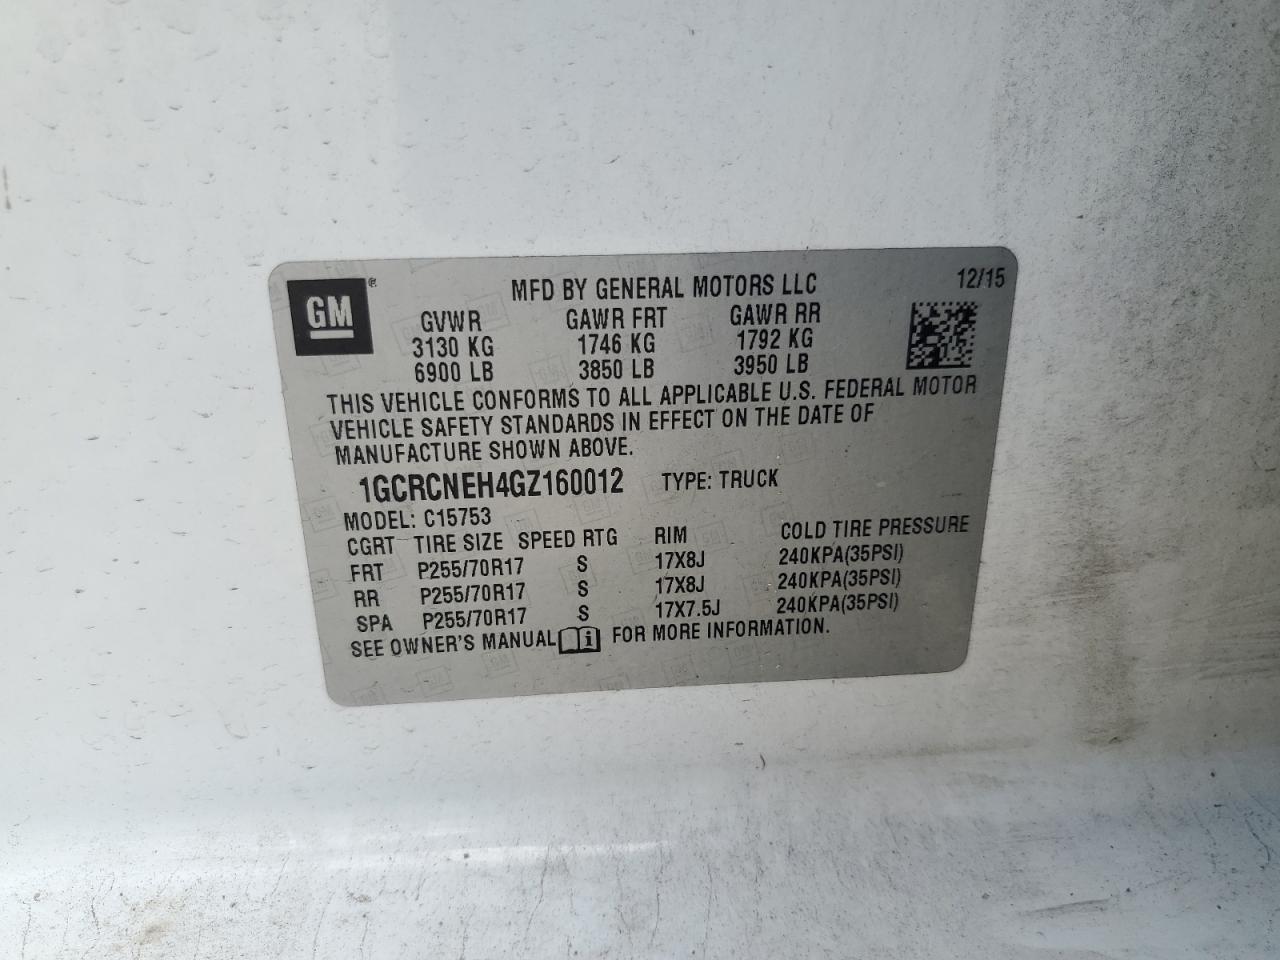 GM ® MFD BY GENERAL MOTORS LLC 12/15
GVWR GAWR FRT GAWR RR
3130 KG 1746 KG 1792 KG
6900 LB 3850 LB 3950 LB
THIS VEHICLE CONFORMS TO ALL APPLICABLE U.S. FEDERAL MOTOR
VEHICLE SAFETY STANDARDS IN EFFECT ON THE DATE OF
MANUFACTURE SHOWN ABOVE.
1GCRCNEH4GZ160012 TYPE: TRUCK
MODEL: C15753
CGRT TIRE SIZE SPEED RTG RIM COLD TIRE PRESSURE
FRT P255/70R17 S 17X8J 240KPA(35PSI)
RR P255/70R17 S 17X8J 240KPA(35PSI)
SPA P255/70R17 S 17X7.5J 240KPA(35PSI)
SEE OWNER'S MANUAL i FOR MORE INFORMATION.